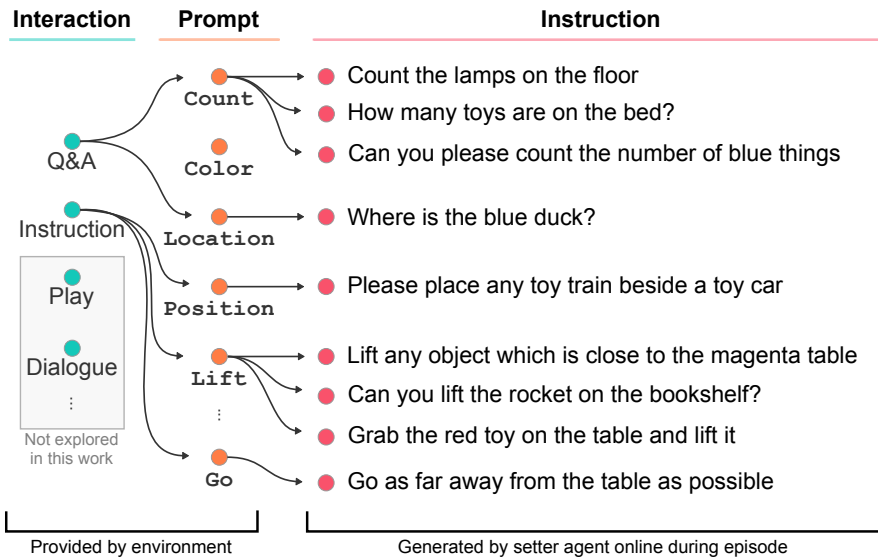 Interaction
Prompt
Instruction
Count
Count the lamps on the floor
How many toys are on the bed?
Q&A
Color
Can you please count the number of blue things
Instruction
Location
Where is the blue duck?
Play
Position
Please place any toy train beside a toy car
Dialogue
Lift
Lift any object which is close to the magenta table
Can you lift the rocket on the bookshelf?
...
...
Grab the red toy on the table and lift it
Not explored
in this work
Go
Go as far away from the table as possible
Provided by environment
Generated by setter agent online during episode